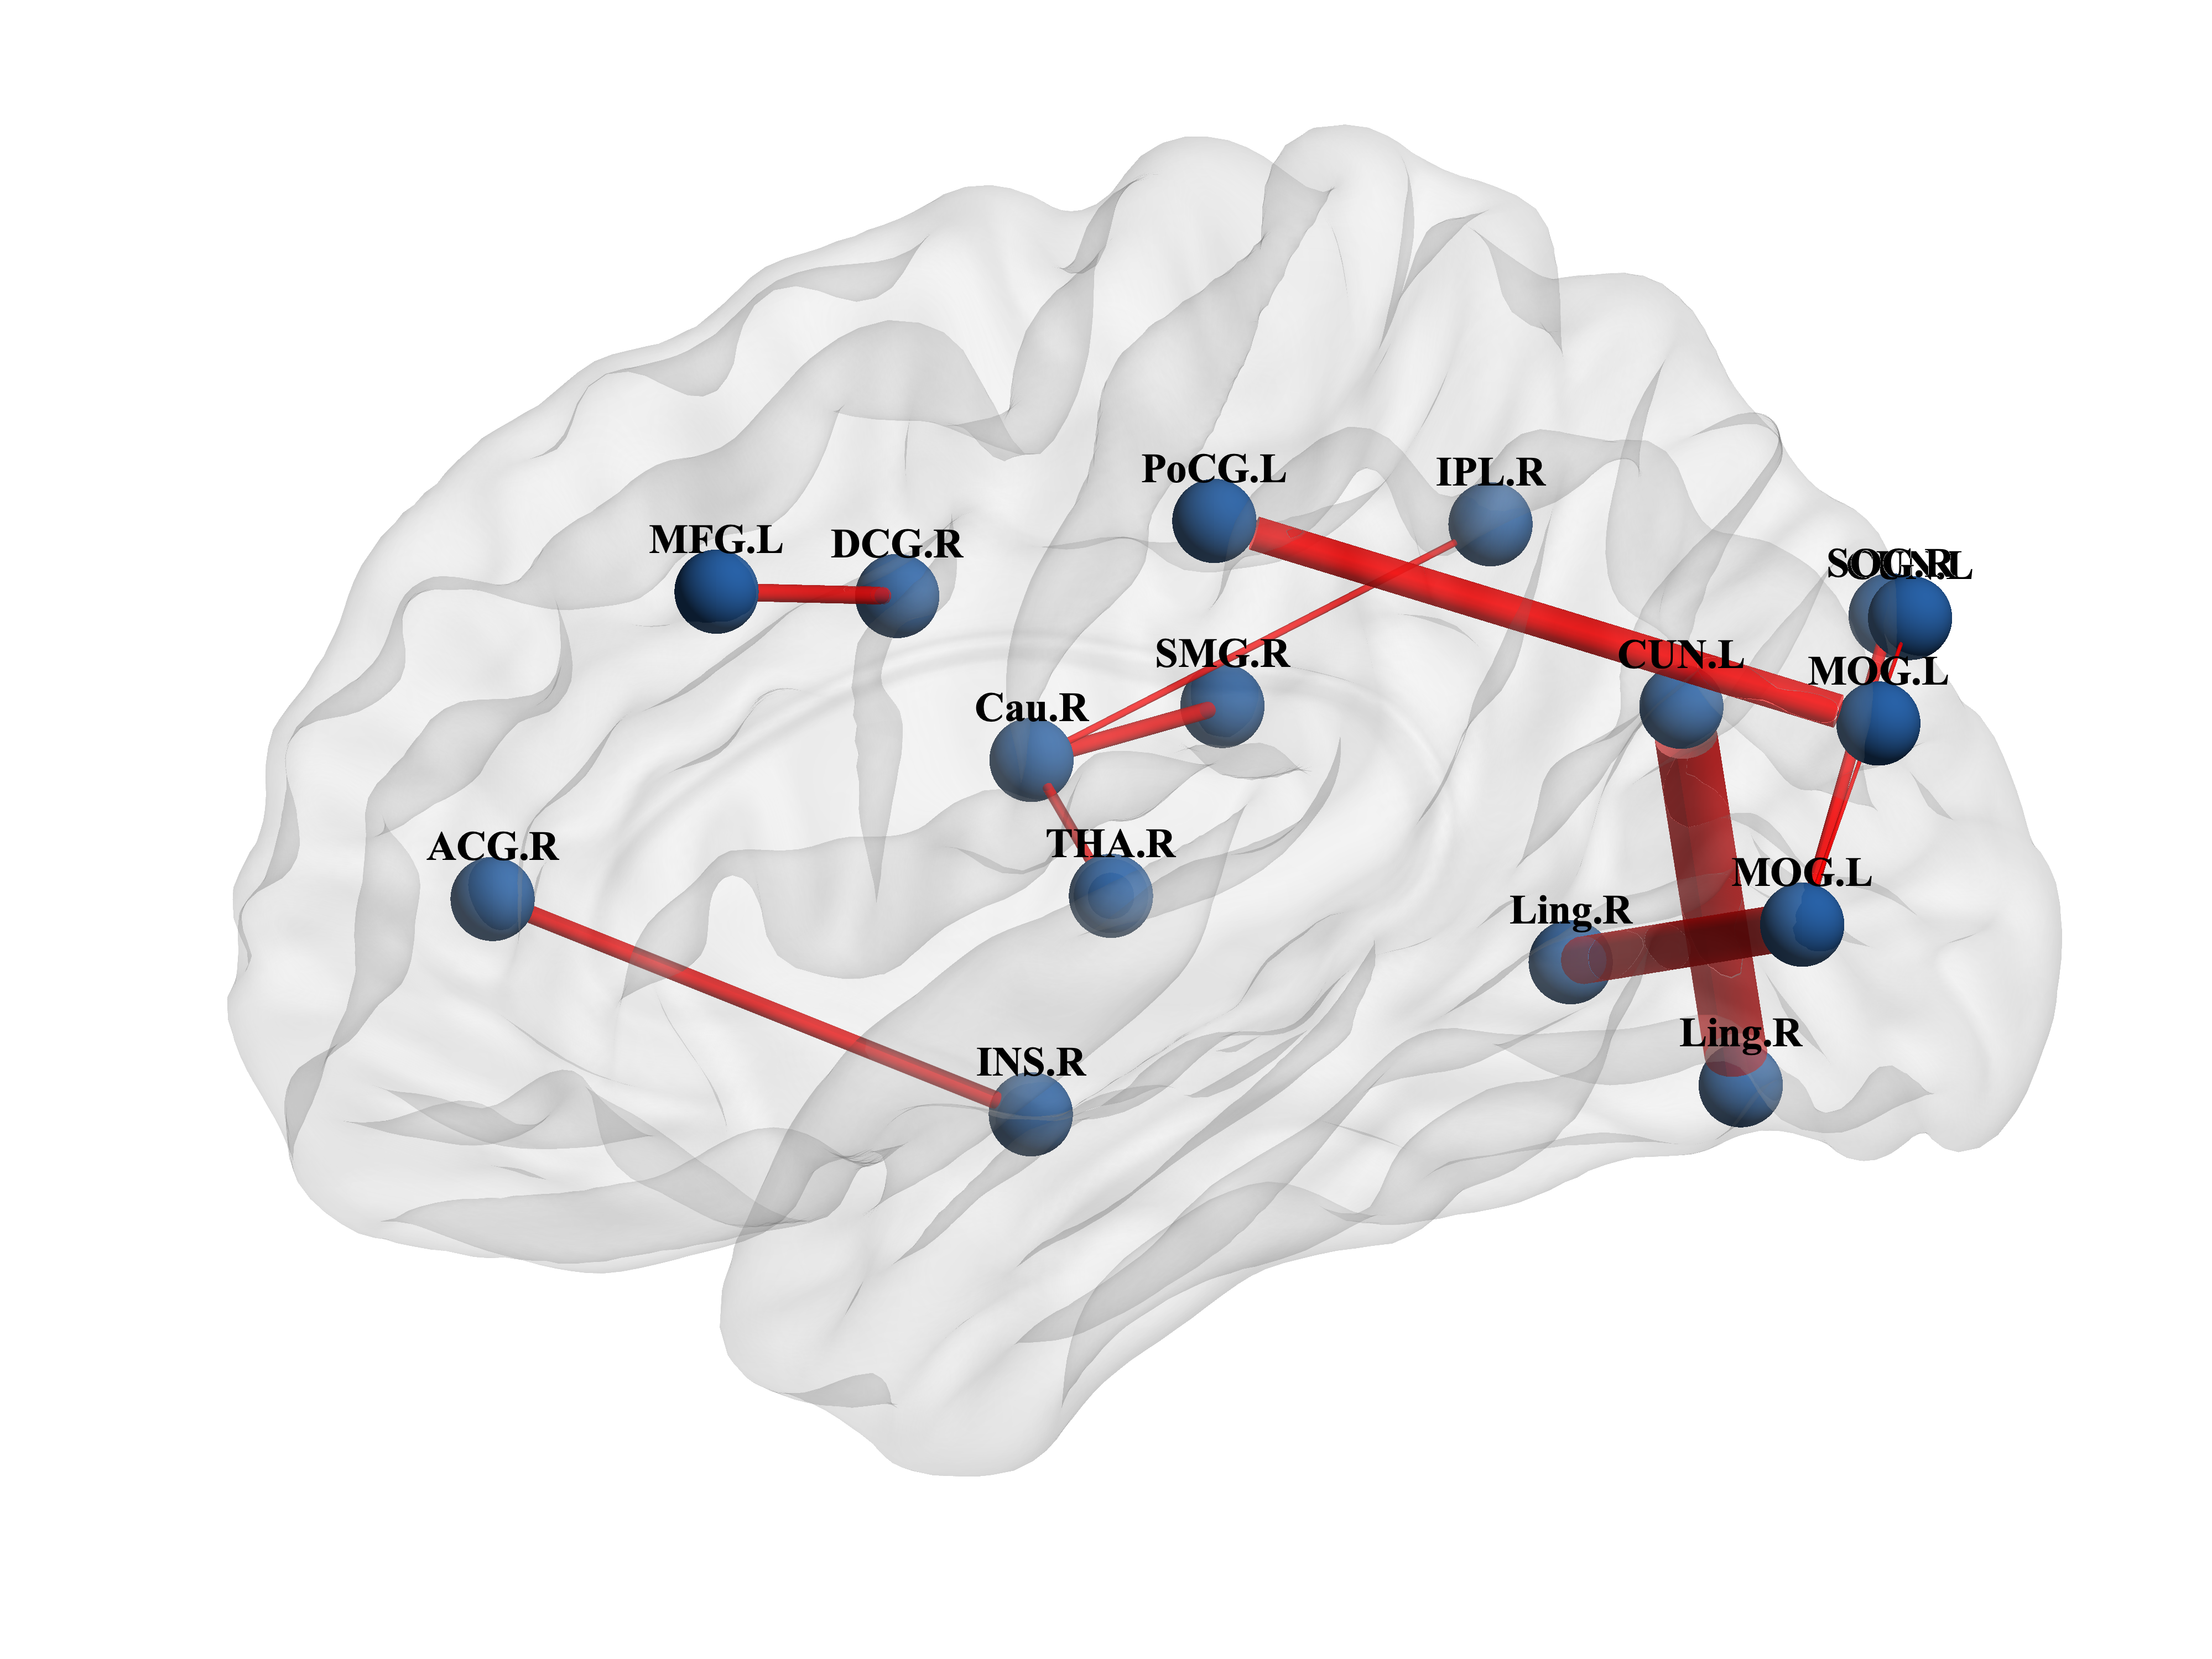 PoCG.L
IPL.R
MFG.L
DCG.R
SOG.R
CUN.L
SMG.R
CUN.L
MOG.L
Cau.R
ACG.R
THA.R
MOG.L
Ling.R
Ling.R
INS.R